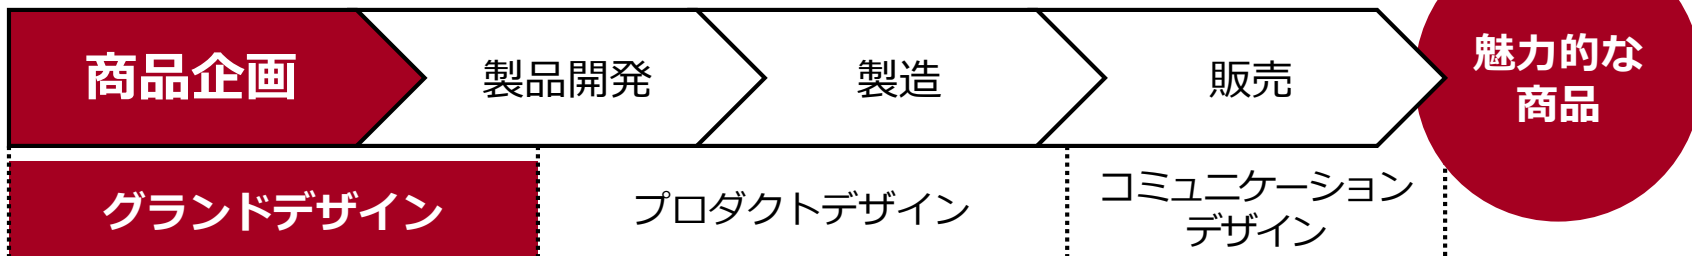 商品企画
製品開発
製造
販売
魅力的な
商品
グランドデザイン
プロダクトデザイン
コミュニケーション
デザイン